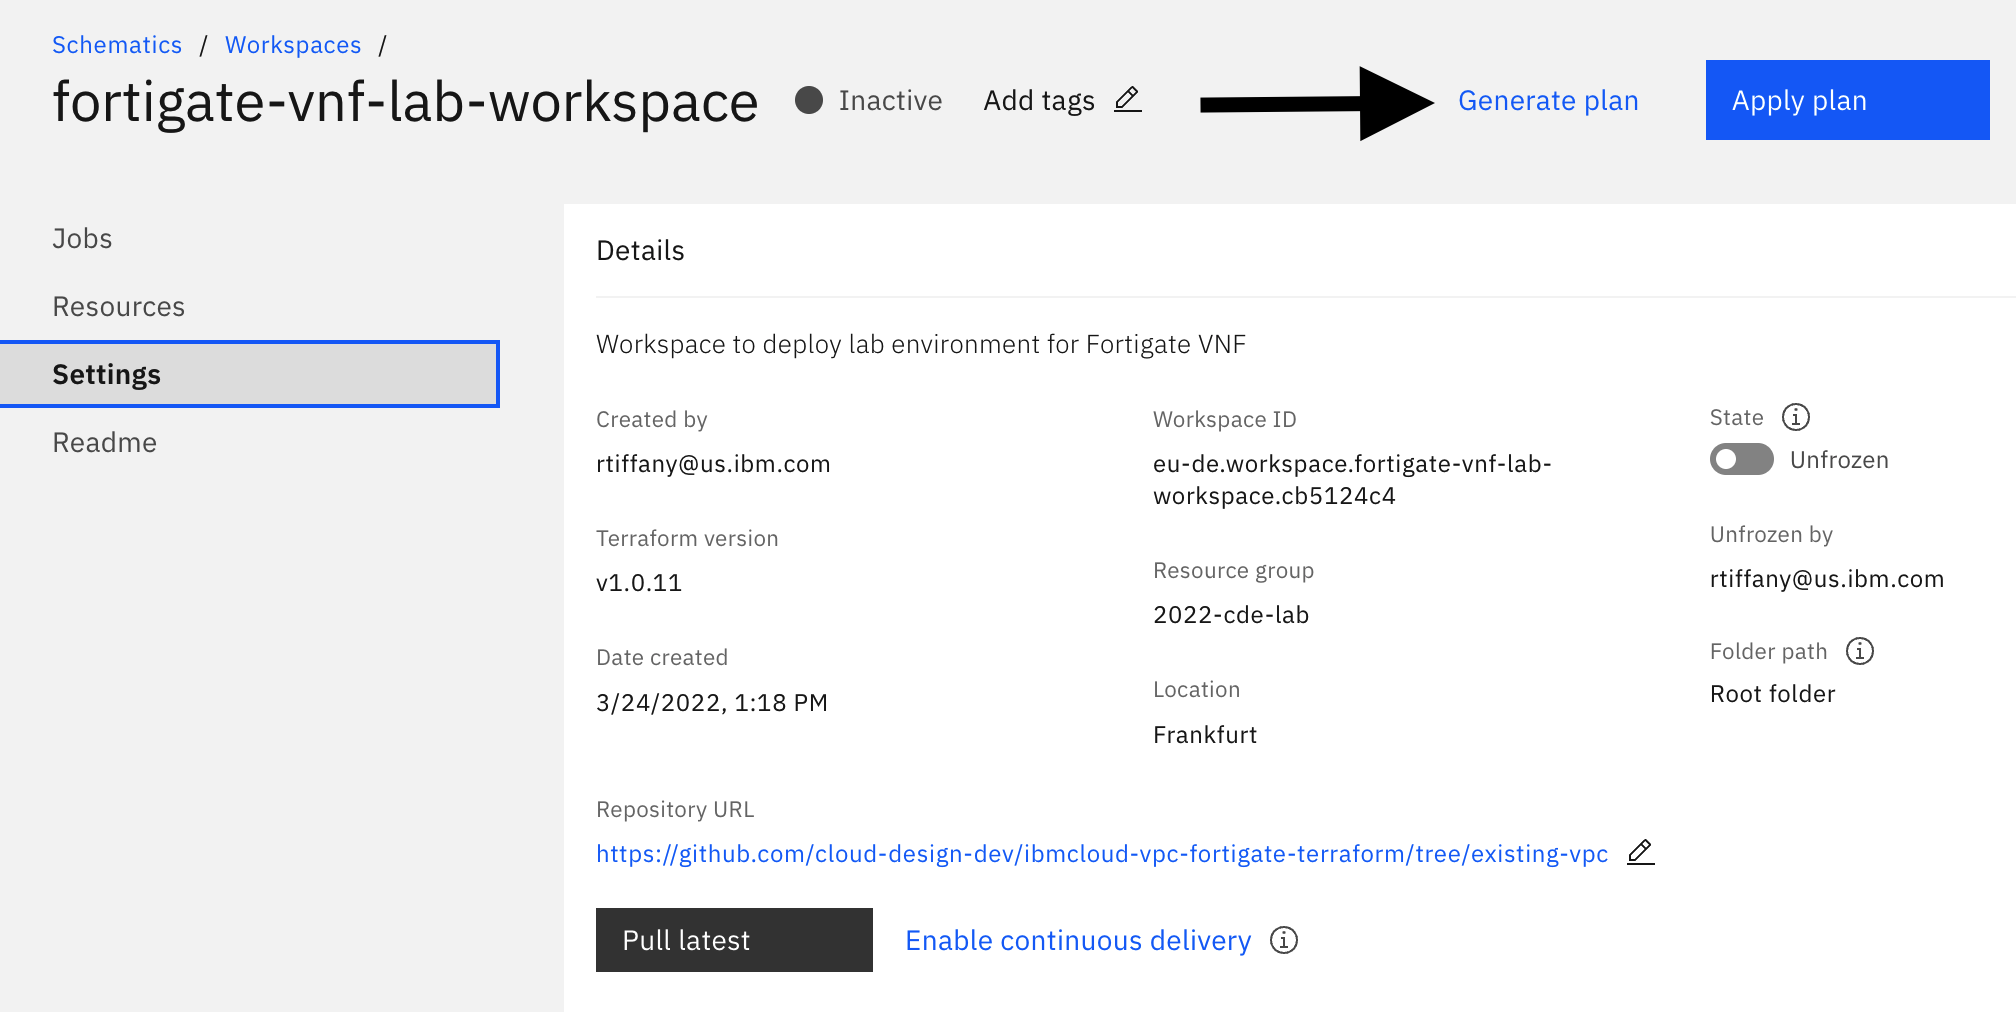 Schematics / Workspaces /
fortigate-vnf-lab-workspace
Inactive
Add tags
Generate plan
Apply plan
Jobs
Resources
Settings
Readme
Details
Workspace to deploy lab environment for Fortigate VNF
Created by
rtiffany@us.ibm.com
Terraform version
v1.0.11
Date created
3/24/2022, 1:18 PM
Workspace ID
eu-de.workspace.fortigate-vnf-lab-
workspace.cb5124c4
Resource group
2022-cde-lab
Location
Frankfurt
State
Unfrozen
Unfrozen by
rtiffany@us.ibm.com
Folder path
Root folder
Repository URL
https://github.com/cloud-design-dev/ibmcloud-vpc-fortigate-terraform/tree/existing-vpc
Pull latest
Enable continuous delivery